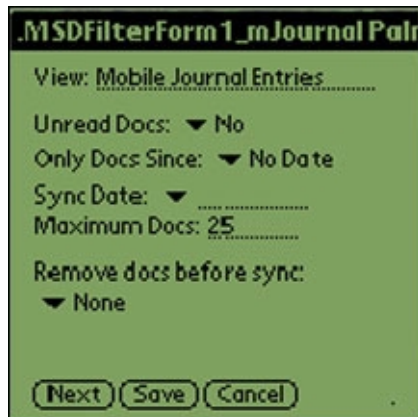 .MSDFilterForm1_mJournal Palm
View: Mobile Journal Entries
Unread Docs: No
Only Docs Since: No Date
Sync Date:
Maximum Docs: 25
Remove docs before sync:
None
Next Save Cancel